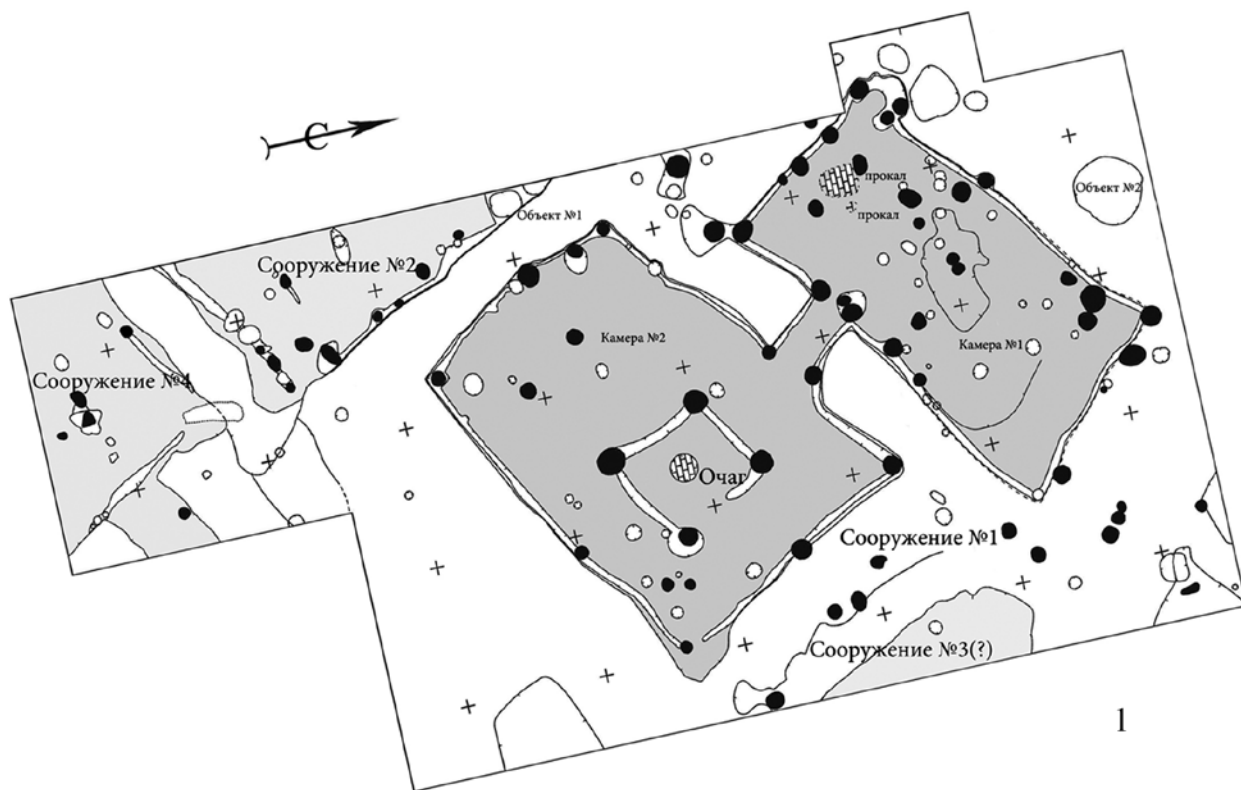 С
Объект №1
Сооружение №2
Сооружение №4
прокал
прокал
Объект №2
Камера №2
Камера №1
Очаг
Сооружение №1
Сооружение №3(?)
1